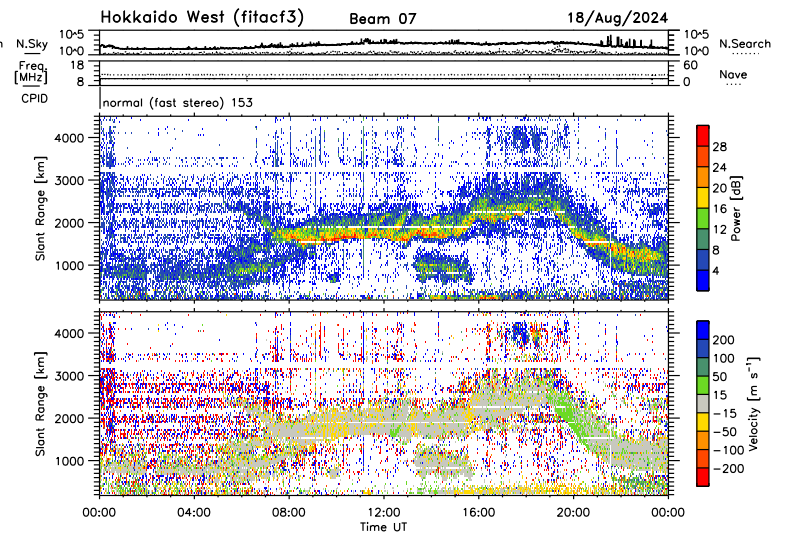 Hokkaido West (fitacf3) Beam 07 18/Aug/2024
n N.Sky 10^5 10^0 10^5 10^0 N.Search
Freq. [MHz] 18 8 60 0 Nave
CPID normal (fast stereo) 153
Slant Range [km] 4000 3000 2000 1000
Power [dB] 28 24 20 16 12 8 4
Slant Range [km] 4000 3000 2000 1000
Velocity [m s⁻¹] 200 100 50 15 −15 −50 −100 −200
00:00 04:00 08:00 12:00 16:00 20:00 00:00
Time UT